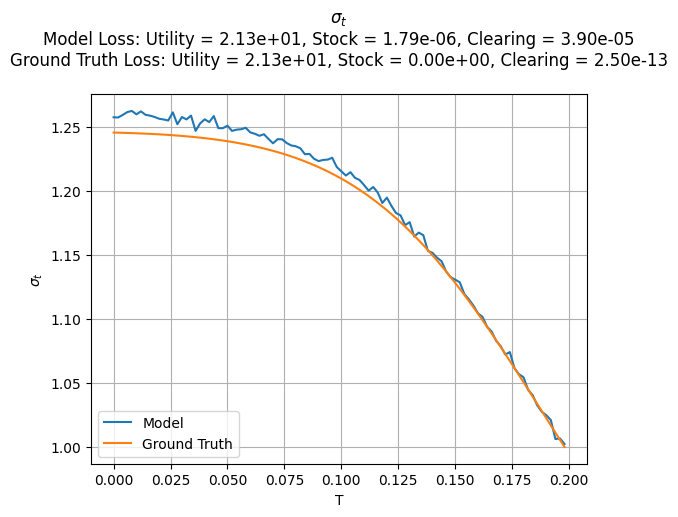 σt
Model Loss: Utility = 2.13e+01, Stock = 1.79e-06, Clearing = 3.90e-05
Ground Truth Loss: Utility = 2.13e+01, Stock = 0.00e+00, Clearing = 2.50e-13
1.25
1.20
1.15
1.10
1.05
1.00
σt
Model
Ground Truth
0.000 0.025 0.050 0.075 0.100 0.125 0.150 0.175 0.200
T